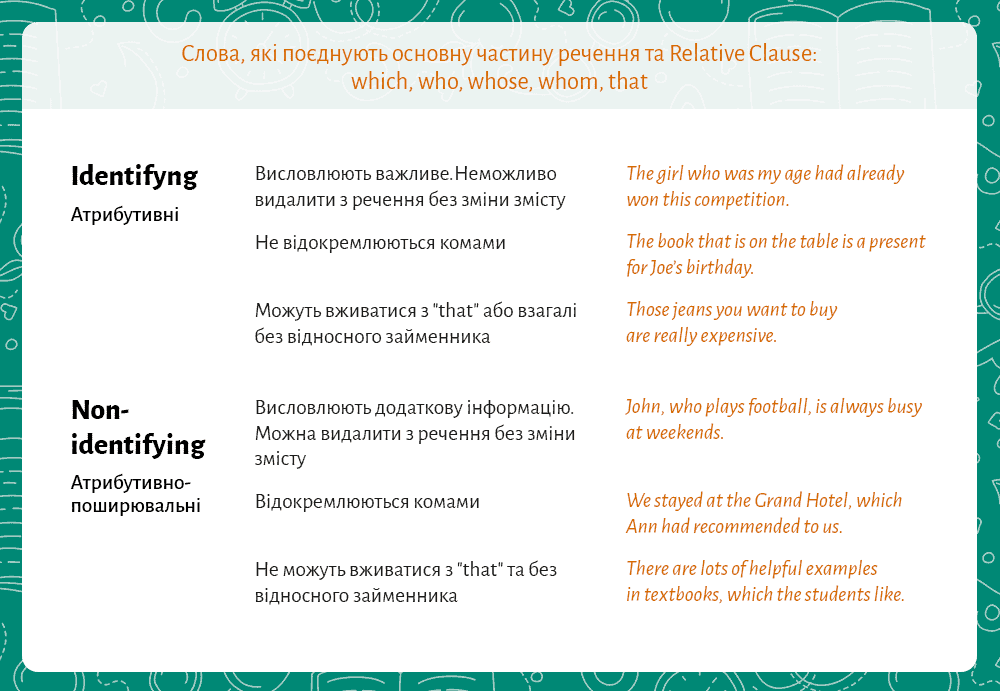 Слова, які поєднують основну частину речення та Relative Clause:
which, who, whose, whom, that
Identifyng
Атрибутивні
Висловлюють важливе.Неможливо
видалити з речення без зміни змісту
The girl who was my age had already
won this competition.
Не відокремлюються комами
The book that is on the table is a present
for Joe's birthday.
Можуть вживатися з "that" або взагалі
без відносного займенника
Those jeans you want to buy
are really expensive.
Non-
identifying
Атрибутивно-
поширювальні
Висловлюють додаткову інформацію.
Можна видалити з речення без зміни
змісту
John, who plays football, is always busy
at weekends.
Відокремлюються комами
We stayed at the Grand Hotel, which
Ann had recommended to us.
Не можуть вживатися з "that" та без
відносного займенника
There are lots of helpful examples
in textbooks, which the students like.